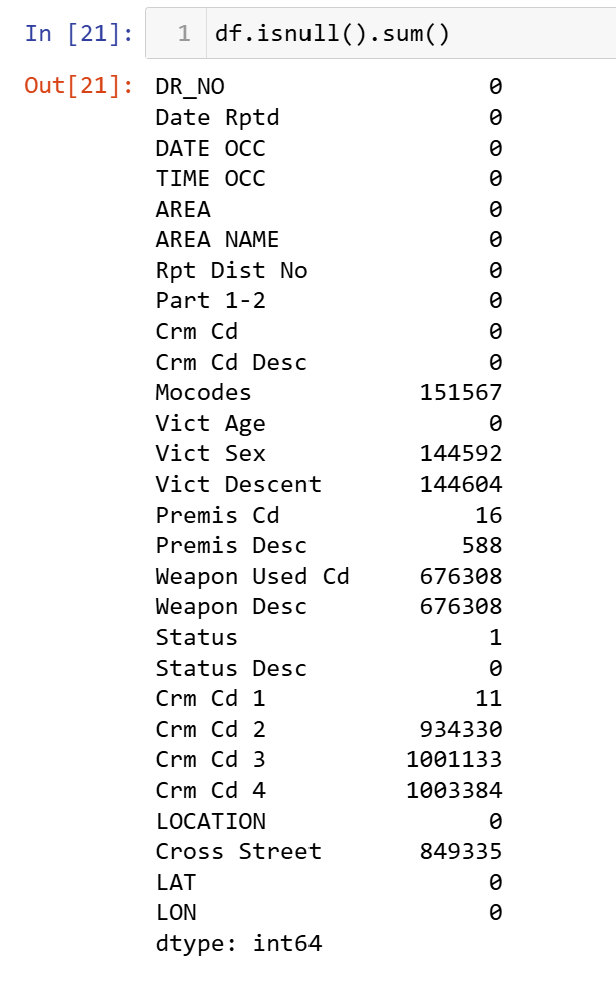 In [21]: 1 df.isnull().sum()
Out[21]: DR_NO 0
Date Rptd 0
DATE OCC 0
TIME OCC 0
AREA 0
AREA NAME 0
Rpt Dist No 0
Part 1-2 0
Crm Cd 0
Crm Cd Desc 0
Mocodes 151567
Vict Age 0
Vict Sex 144592
Vict Descent 144604
Premis Cd 16
Premis Desc 588
Weapon Used Cd 676308
Weapon Desc 676308
Status 1
Status Desc 0
Crm Cd 1 11
Crm Cd 2 934330
Crm Cd 3 1001133
Crm Cd 4 1003384
LOCATION 0
Cross Street 849335
LAT 0
LON 0
dtype: int64